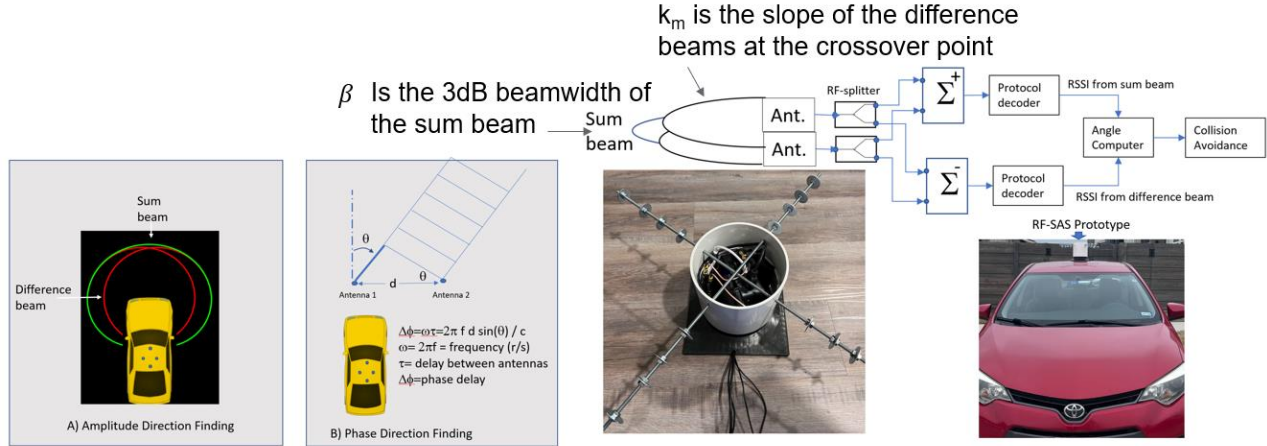 k_m is the slope of the difference
beams at the crossover point
β Is the 3dB beamwidth of
the sum beam
Sum
beam
Ant.
Ant.
RF-splitter
Σ +
Σ -
Protocol
decoder
RSSI from sum beam
Angle
Computer
Collision
Avoidance
Protocol
decoder
RSSI from difference beam
Sum
beam
Difference
beam
A) Amplitude Direction Finding
θ
d
θ
Antenna 1
Antenna 2
Δϕ=ωτ=2π f d sin(θ) / c
ω= 2πf = frequency (r/s)
τ= delay between antennas
Δϕ=phase delay
B) Phase Direction Finding
RF-SAS Prototype